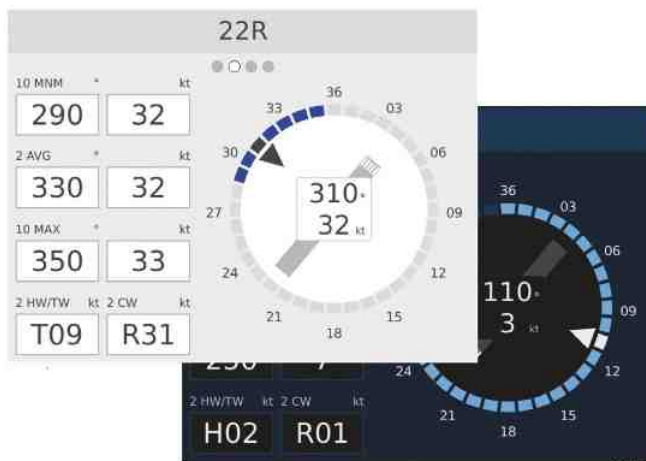 22R
10 MNM ° kt
290 32
2 AVG ° kt
330 32
10 MAX ° kt
350 33
2 HW/TW kt 2 CW kt
T09 R31
36
03
06
09
12
15
18
21
24
27
30
33
310°
32 kt
36
03
06
09
12
15
18
21
24
110°
3 kt
2 HW/TW kt 2 CW kt
H02 R01